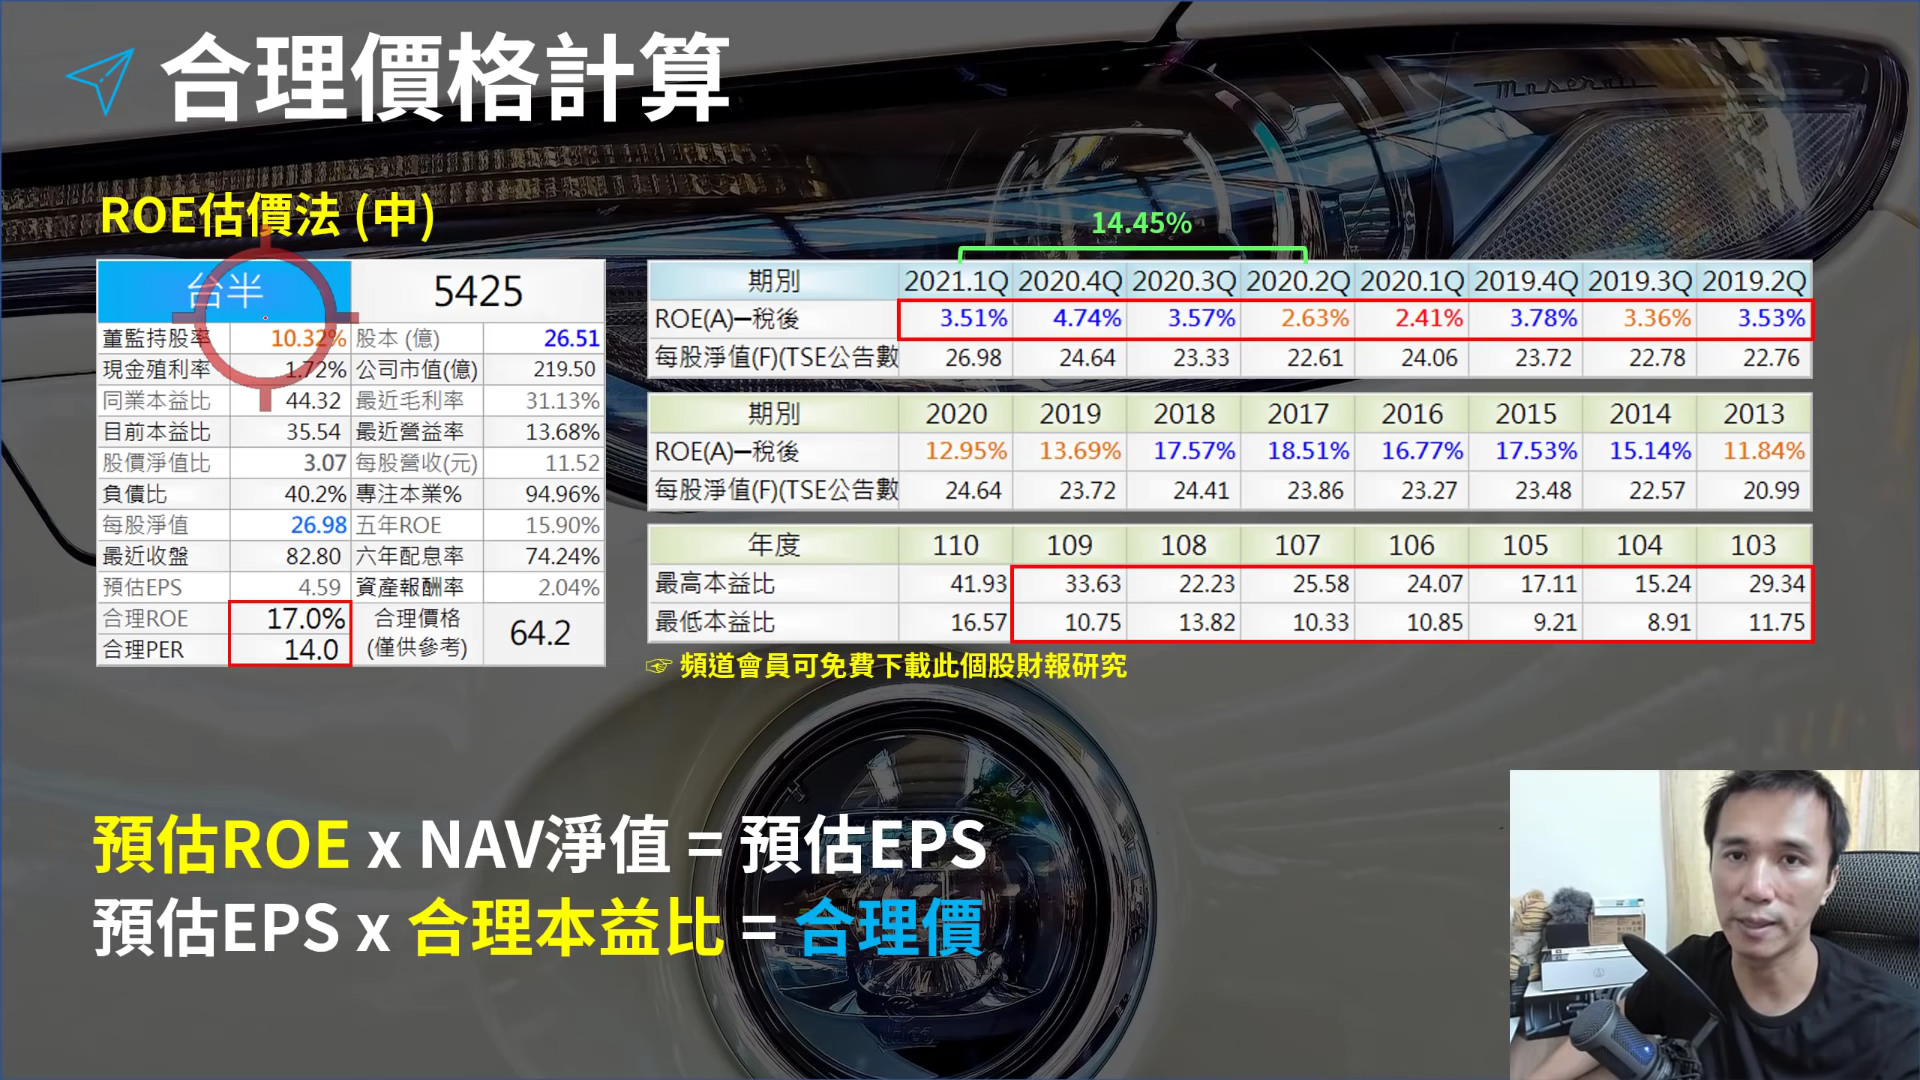 合理價格計算
ROE估價法 (中)
台半 5425
董監持股率 10.32% 股本 (億) 26.51
現金殖利率 1.72% 公司市值(億) 219.50
同業本益比 44.32 最近毛利率 31.13%
目前本益比 35.54 最近營益率 13.68%
股價淨值比 3.07 每股營收(元) 11.52
負債比 40.2% 專注本業% 94.96%
每股淨值 26.98 五年ROE 15.90%
最近收盤 82.80 六年配息率 74.24%
預估EPS 4.59 資產報酬率 2.04%
合理ROE 17.0% 合理價格 64.2
合理PER 14.0 (僅供參考)
14.45%
期別 2021.1Q 2020.4Q 2020.3Q 2020.2Q 2020.1Q 2019.4Q 2019.3Q 2019.2Q
ROE(A)─稅後 3.51% 4.74% 3.57% 2.63% 2.41% 3.78% 3.36% 3.53%
每股淨值(F)(TSE公告數 26.98 24.64 23.33 22.61 24.06 23.72 22.78 22.76
期別 2020 2019 2018 2017 2016 2015 2014 2013
ROE(A)─稅後 12.95% 13.69% 17.57% 18.51% 16.77% 17.53% 15.14% 11.84%
每股淨值(F)(TSE公告數 24.64 23.72 24.41 23.86 23.27 23.48 22.57 20.99
年度 110 109 108 107 106 105 104 103
最高本益比 41.93 33.63 22.23 25.58 24.07 17.11 15.24 29.34
最低本益比 16.57 10.75 13.82 10.33 10.85 9.21 8.91 11.75
☞ 頻道會員可免費下載此個股財報研究
預估ROE x NAV淨值 = 預估EPS
預估EPS x 合理本益比 = 合理價
Maserati